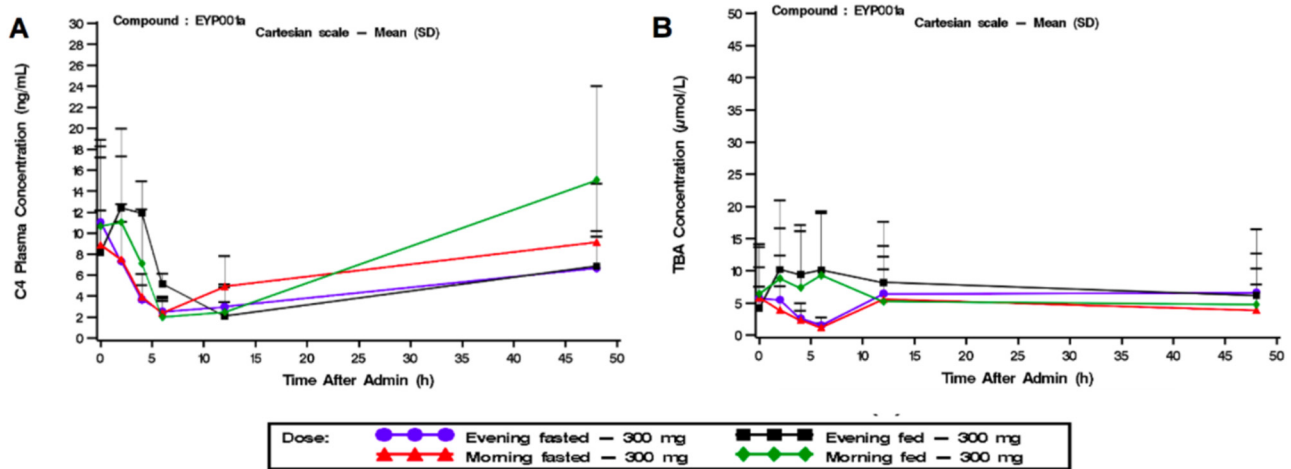 A
Compound : EYP001a
Cartesian scale – Mean (SD)
C4 Plasma Concentration (ng/mL)
30
28
26
24
22
20
18
16
14
12
10
8
6
4
2
0
0 5 10 15 20 25 30 35 40 45 50
Time After Admin (h)
B
Compound : EYP001a
Cartesian scale – Mean (SD)
TBA Concentration (µmol/L)
50
45
40
35
30
25
20
15
10
5
0
0 5 10 15 20 25 30 35 40 45 50
Time After Admin (h)
Dose: Evening fasted – 300 mg Evening fed – 300 mg
Morning fasted – 300 mg Morning fed – 300 mg